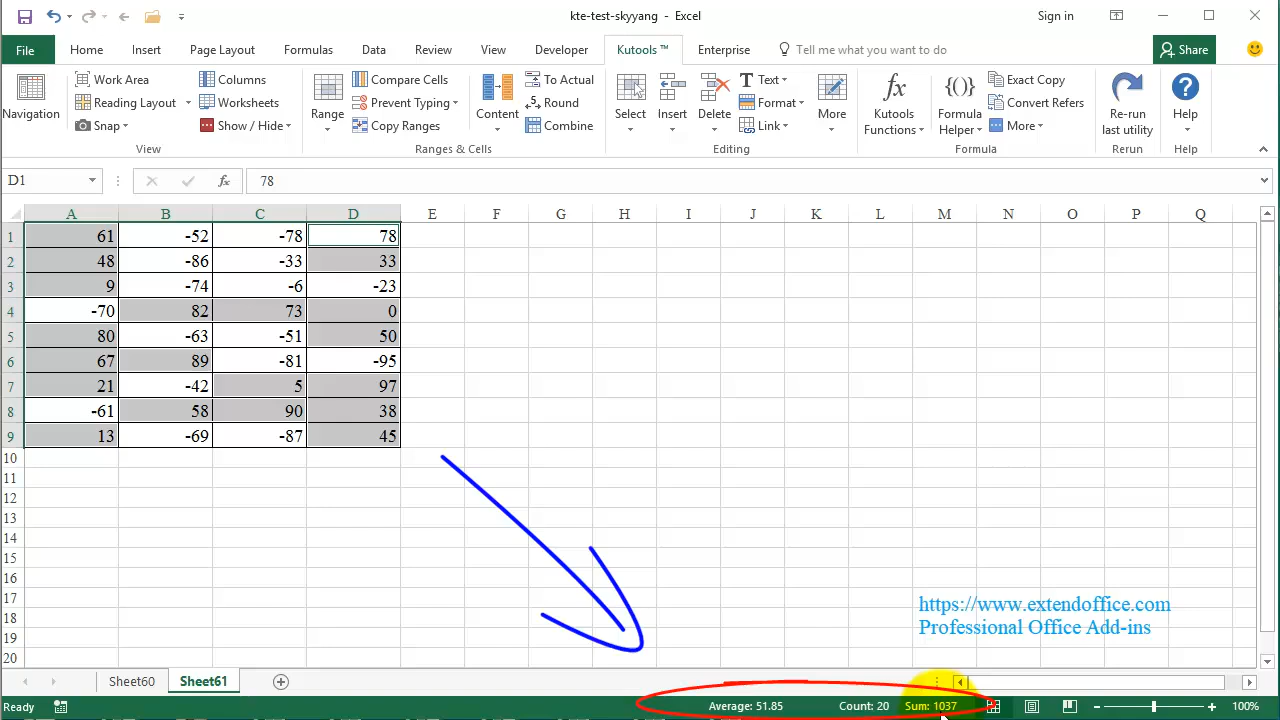 kte-test-skyyang - Excel
Sign in
File Home Insert Page Layout Formulas Data Review View Developer Kutools ™ Enterprise Tell me what you want to do Share
Navigation
Work Area
Reading Layout
Snap
Columns
Worksheets
Show / Hide
View
Range
Compare Cells
Prevent Typing
Copy Ranges
Content
To Actual
Round
Combine
Ranges & Cells
Select
Insert
Delete
Text
Format
Link
More
Editing
Kutools
Functions
Formula
Helper
Exact Copy
Convert Refers
More
Formula
Re-run
last utility
Rerun
Help
Help
D1 fx 78
A B C D E F G H I J K L M N O P Q
1 61 -52 -78 78
2 48 -86 -33 33
3 9 -74 -6 -23
4 -70 82 73 0
5 80 -63 -51 50
6 67 89 -81 -95
7 21 -42 5 97
8 -61 58 90 38
9 13 -69 -87 45
10
11
12
13
14
15
16
17
18
19
20
https://www.extendoffice.com
Professional Office Add-ins
Sheet60 Sheet61
Ready Average: 51.85 Count: 20 Sum: 1037 100%